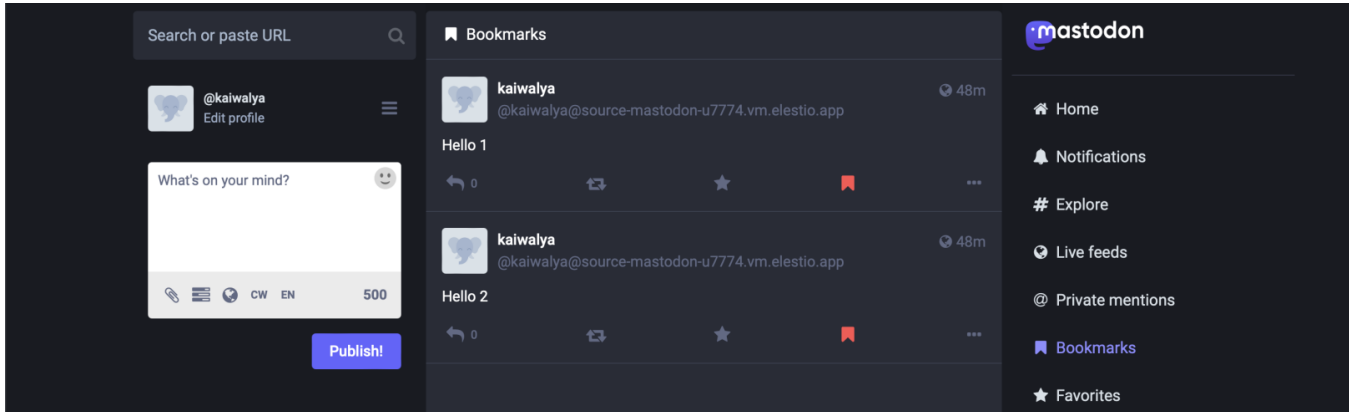 Search or paste URL
@kaiwalya
Edit profile
What's on your mind?
CW EN 500
Publish!
Bookmarks
kaiwalya
48m
@kaiwalya@source-mastodon-u7774.vm.elestio.app
Hello 1
0
kaiwalya
48m
@kaiwalya@source-mastodon-u7774.vm.elestio.app
Hello 2
0
mastodon
Home
Notifications
# Explore
Live feeds
@ Private mentions
Bookmarks
Favorites